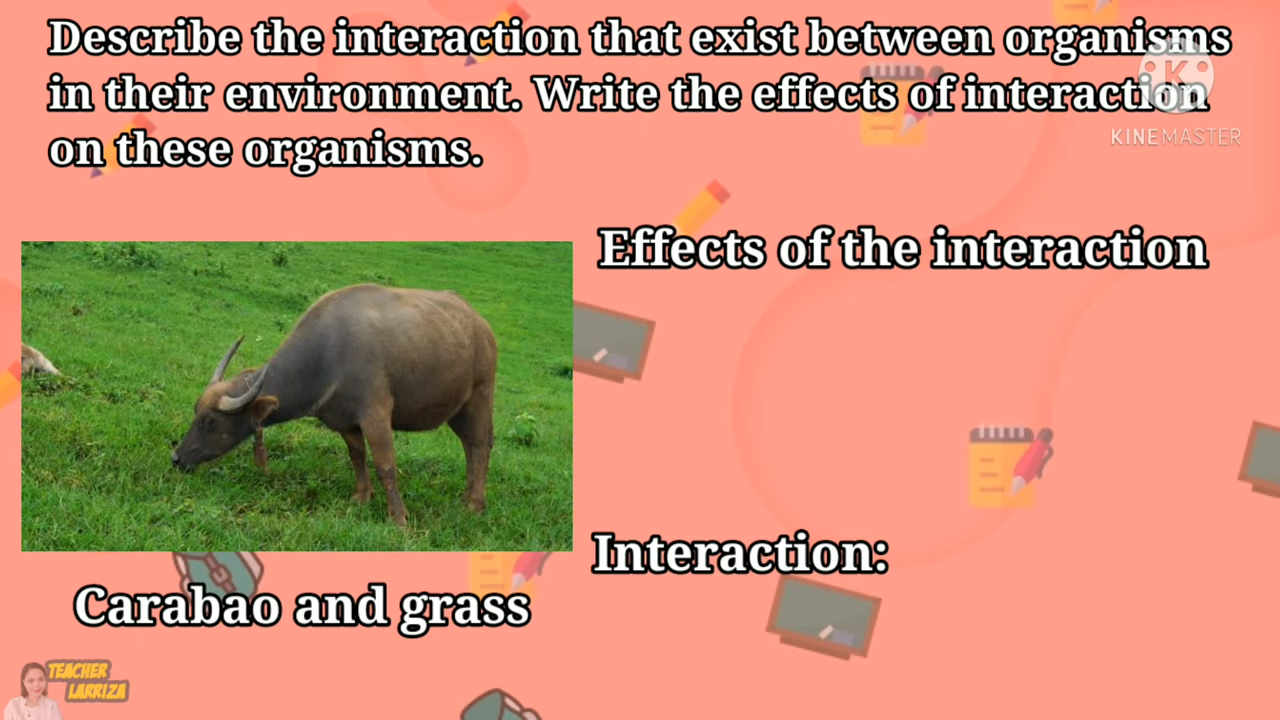 Describe the interaction that exist between organisms
in their environment. Write the effects of interaction
on these organisms.
KINEMASTER
Effects of the interaction
Interaction:
Carabao and grass
TEACHER
LARRIZA